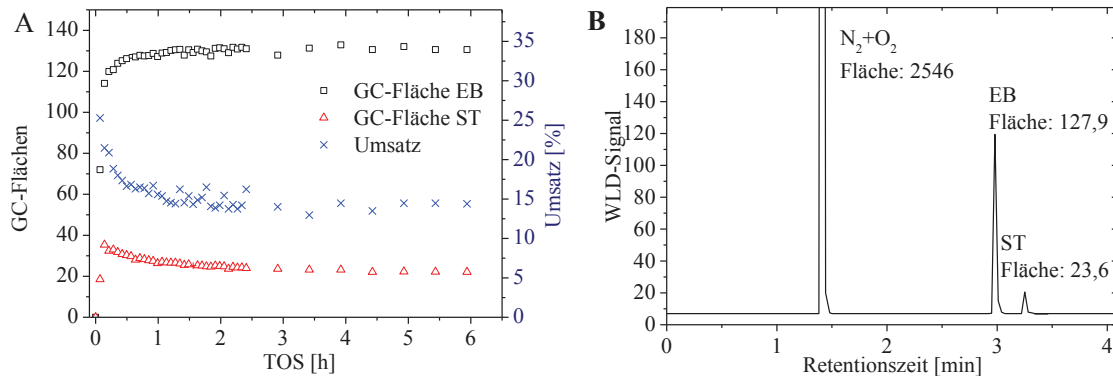 A
140
120
100
80
60
40
20
0
GC-Flächen
0 1 2 3 4 5 6
TOS [h]
35
30
25
20
15
10
5
0
Umsatz [%]
GC-Fläche EB
GC-Fläche ST
Umsatz
B
180
160
140
120
100
80
60
40
20
0
WLD-Signal
0 1 2 3 4
Retentionszeit [min]
N₂+O₂
Fläche: 2546
EB
Fläche: 127,9
ST
Fläche: 23,6